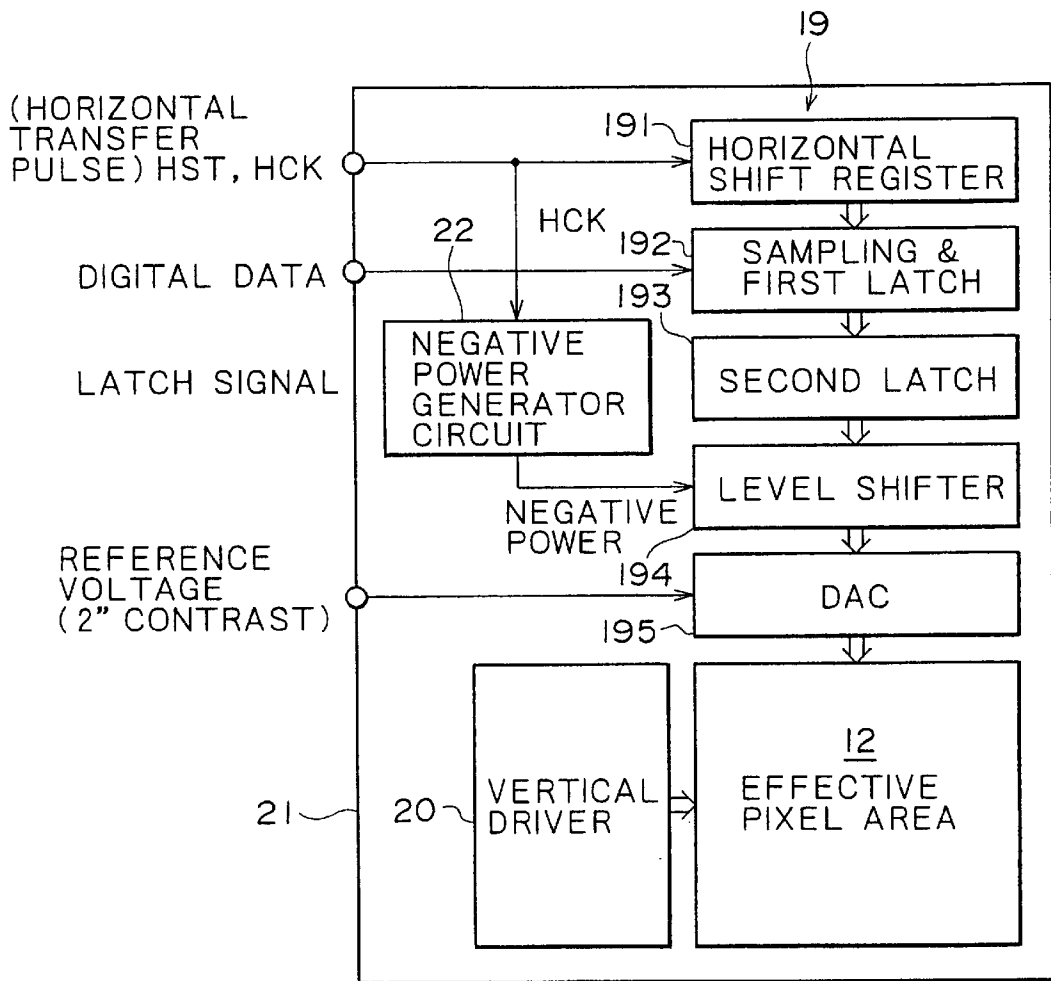 19
(HORIZONTAL
TRANSFER
PULSE) HST, HCK
191
HORIZONTAL
SHIFT REGISTER
HCK
22
192
SAMPLING &
FIRST LATCH
DIGITAL DATA
193
NEGATIVE
POWER
GENERATOR
CIRCUIT
LATCH SIGNAL
SECOND LATCH
LEVEL SHIFTER
NEGATIVE
POWER
194
REFERENCE
VOLTAGE
(2" CONTRAST)
DAC
195
12
EFFECTIVE
PIXEL AREA
21
20
VERTICAL
DRIVER